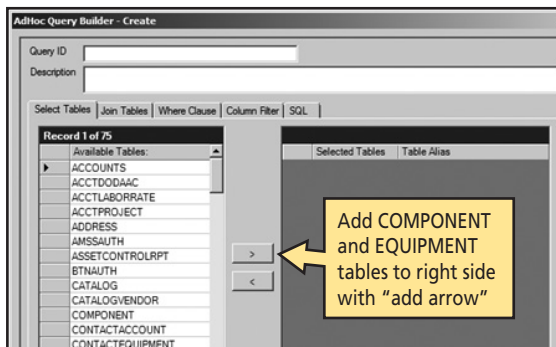 AdHoc Query Builder - Create
Query ID
Description
Select Tables Join Tables Where Clause Column Filter SQL
Record 1 of 75
Available Tables:
ACCOUNTS
ACCTDODAAC
ACCTLABORRATE
ACCTPROJECT
ADDRESS
AMSSAUTH
ASSETCONTROLRPT
BTNAUTH
CATALOG
CATALOGVENDOR
COMPONENT
CONTACTACCOUNT
CONTACTEQUIPMENT
>
<
Selected Tables Table Alias
Add COMPONENT
and EQUIPMENT
tables to right side
with “add arrow”